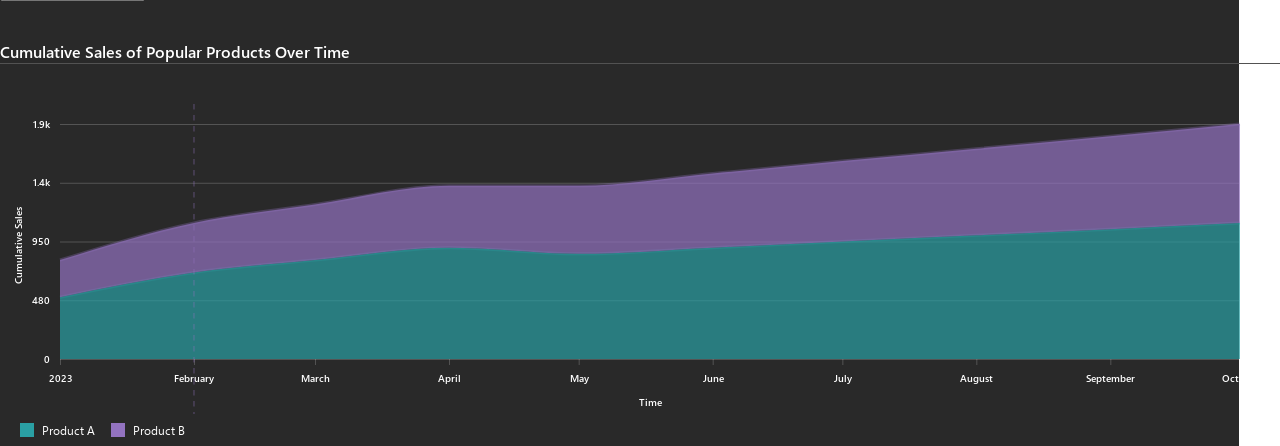 Cumulative Sales of Popular Products Over Time
1.9k
1.4k
950
480
0
Cumulative Sales
2023 February March April May June July August September Oct
Time
Product A Product B